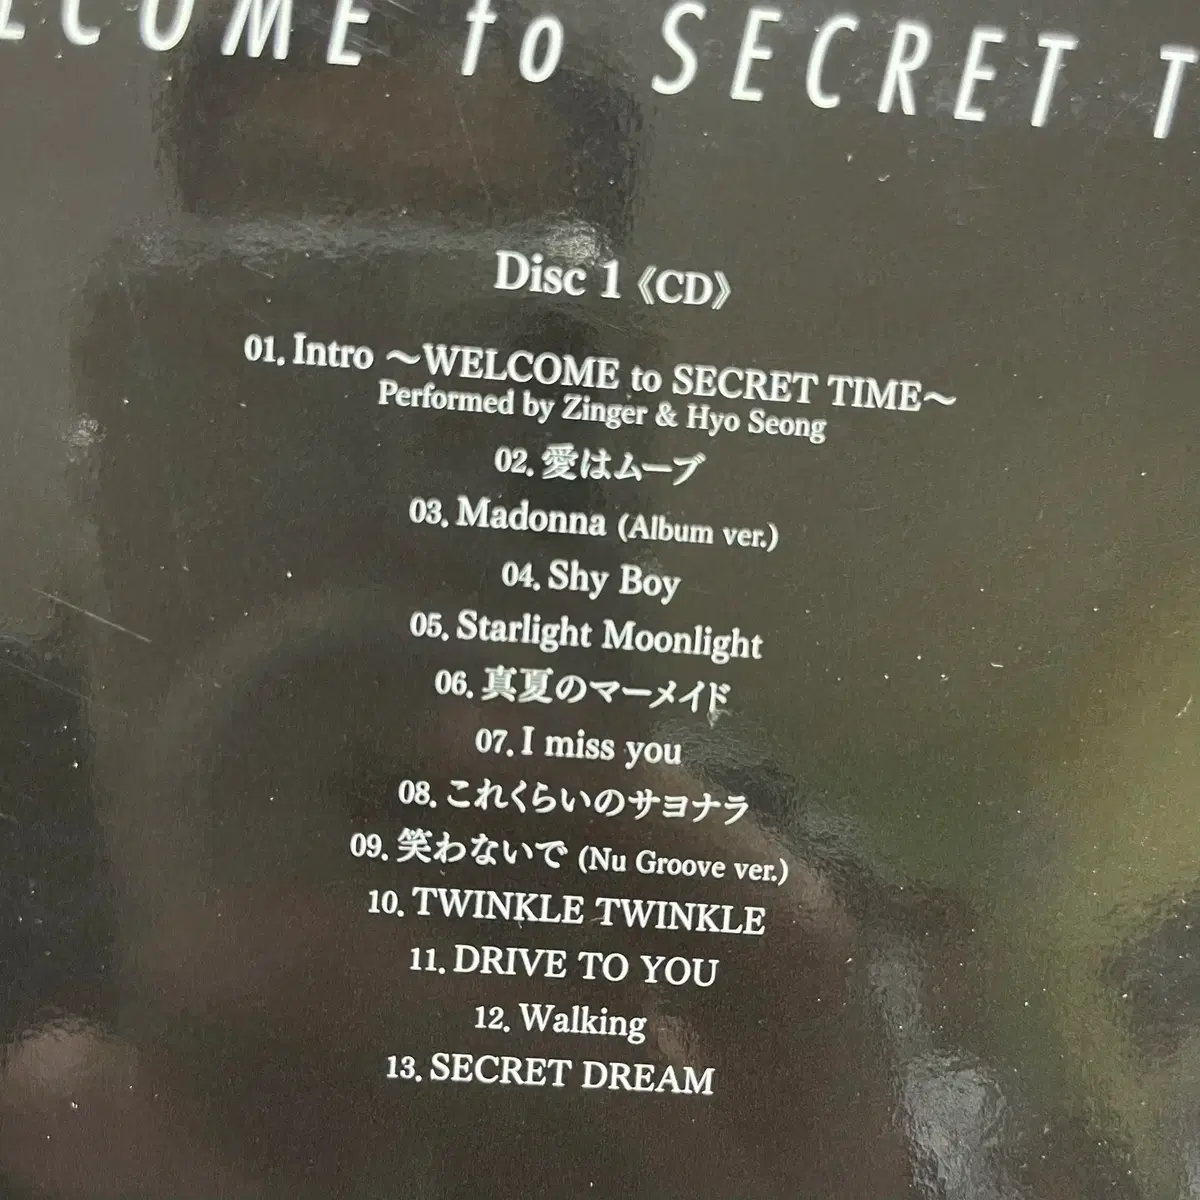 LCOME to SECRET T
Disc 1《CD》
01. Intro ～WELCOME to SECRET TIME～
Performed by Zinger & Hyo Seong
02. 愛はムーブ
03. Madonna (Album ver.)
04. Shy Boy
05. Starlight Moonlight
06. 真夏のマーメイド
07. I miss you
08. これくらいのサヨナラ
09. 笑わないで (Nu Groove ver.)
10. TWINKLE TWINKLE
11. DRIVE TO YOU
12. Walking
13. SECRET DREAM